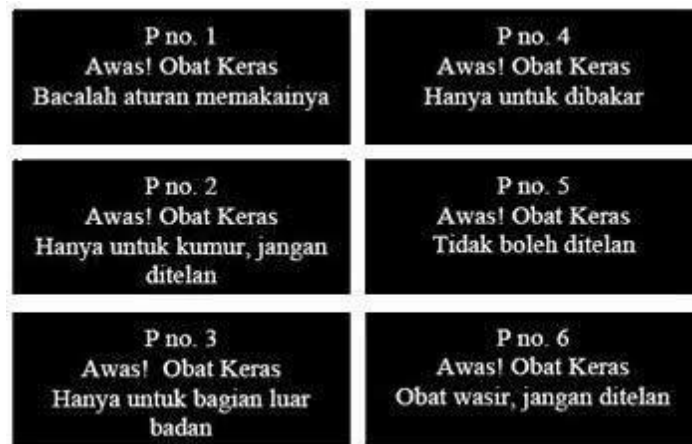 P no. 1
Awas! Obat Keras
Bacalah aturan memakainya
P no. 4
Awas! Obat Keras
Hanya untuk dibakar
P no. 2
Awas! Obat Keras
Hanya untuk kumur, jangan
ditelan
P no. 5
Awas! Obat Keras
Tidak boleh ditelan
P no. 3
Awas! Obat Keras
Hanya untuk bagian luar
badan
P no. 6
Awas! Obat Keras
Obat wasir, jangan ditelan